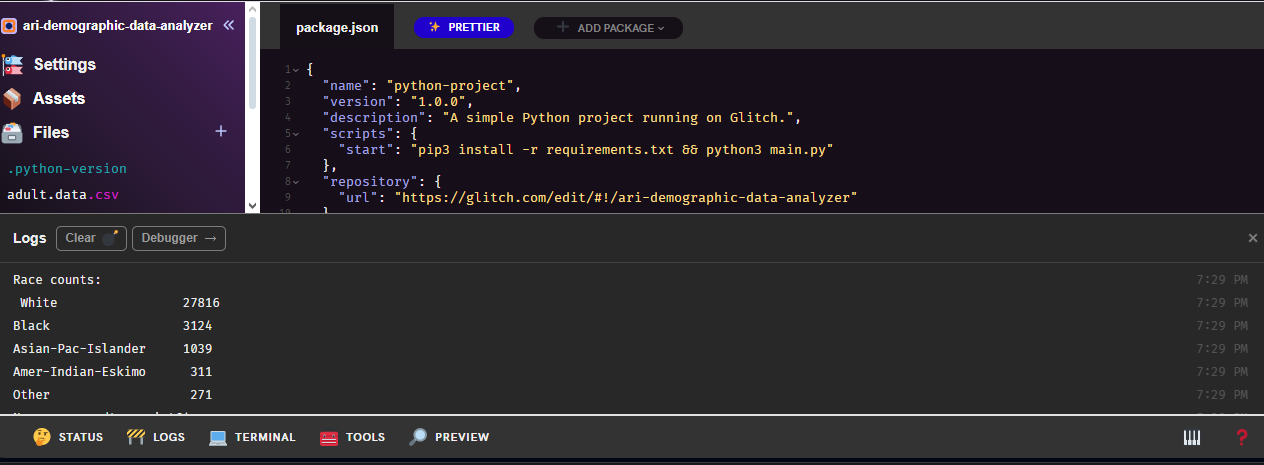 ari-demographic-data-analyzer «
Settings
Assets
Files +
.python-version
adult.data.csv
package.json
PRETTIER
ADD PACKAGE
1 {
2 "name": "python-project",
3 "version": "1.0.0",
4 "description": "A simple Python project running on Glitch.",
5 "scripts": {
6 "start": "pip3 install -r requirements.txt && python3 main.py"
7 },
8 "repository": {
9 "url": "https://glitch.com/edit/#!/ari-demographic-data-analyzer"
Logs Clear Debugger → ×
Race counts: 7:29 PM
White 27816 7:29 PM
Black 3124 7:29 PM
Asian-Pac-Islander 1039 7:29 PM
Amer-Indian-Eskimo 311 7:29 PM
Other 271 7:29 PM
STATUS LOGS TERMINAL TOOLS PREVIEW ?